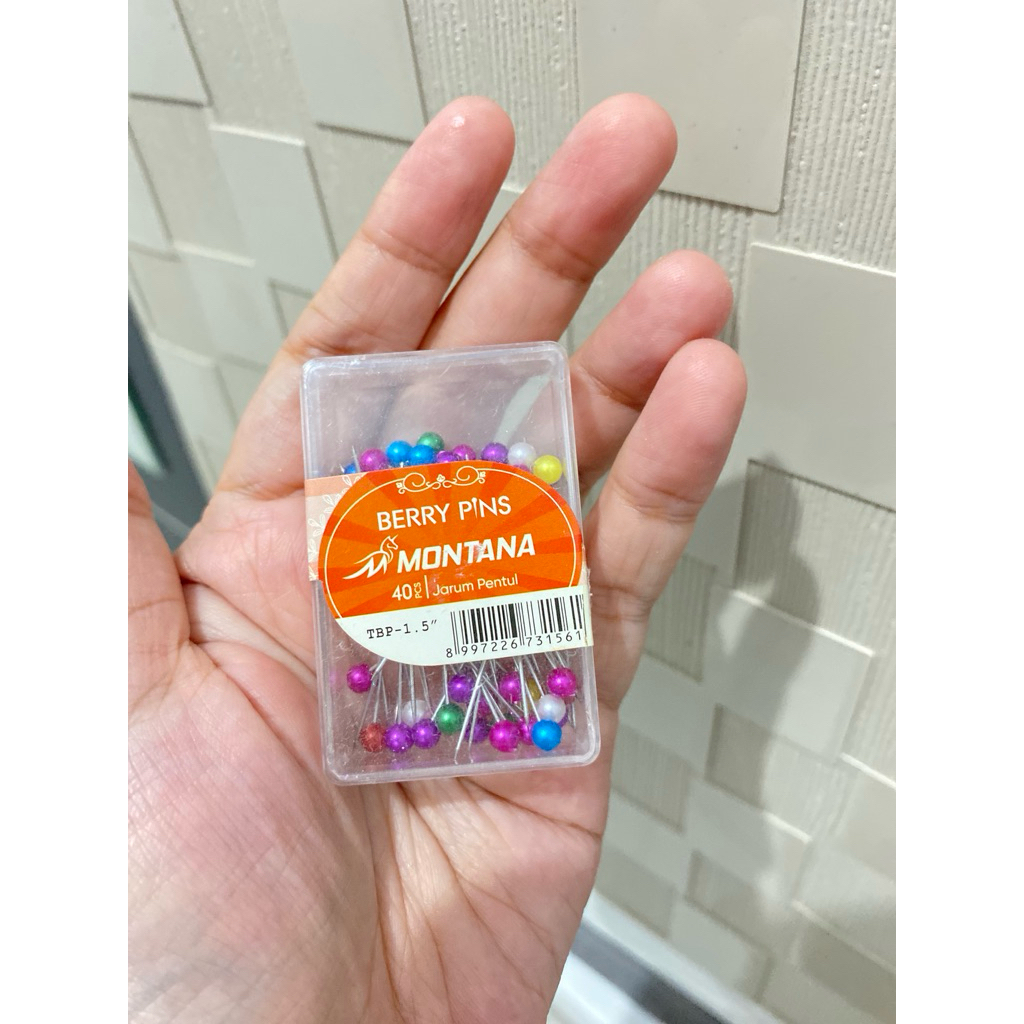 BERRY PINS
MONTANA
40 PCS | Jarum Pentul
TBP-1.5"
8 997226 731561